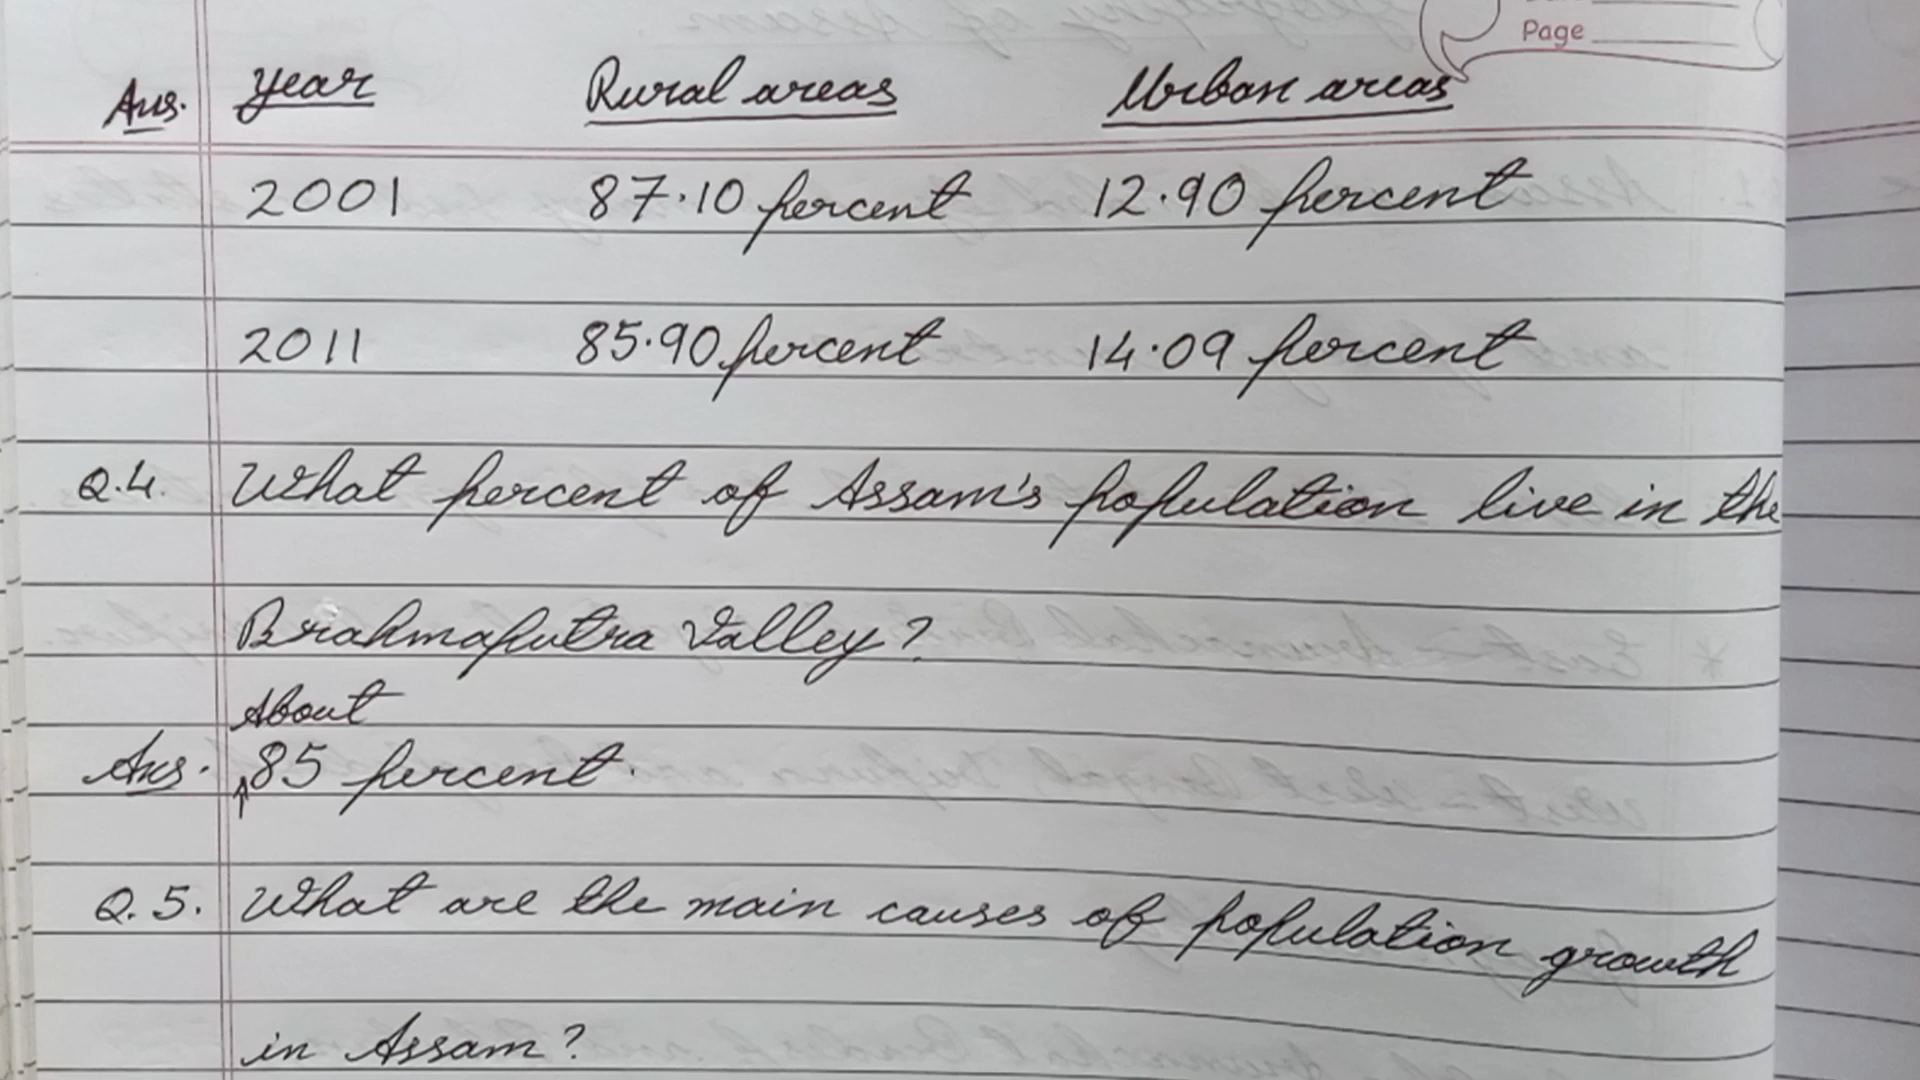 Page
Ans. Year Rural areas Urban areas
2001 87.10 percent 12.90 percent
2011 85.90 percent 14.09 percent
Q.4. What percent of Assam's population live in the
Brahmaputra Valley?
About
Ans. 85 percent.
Q.5. What are the main causes of population growth
in Assam?